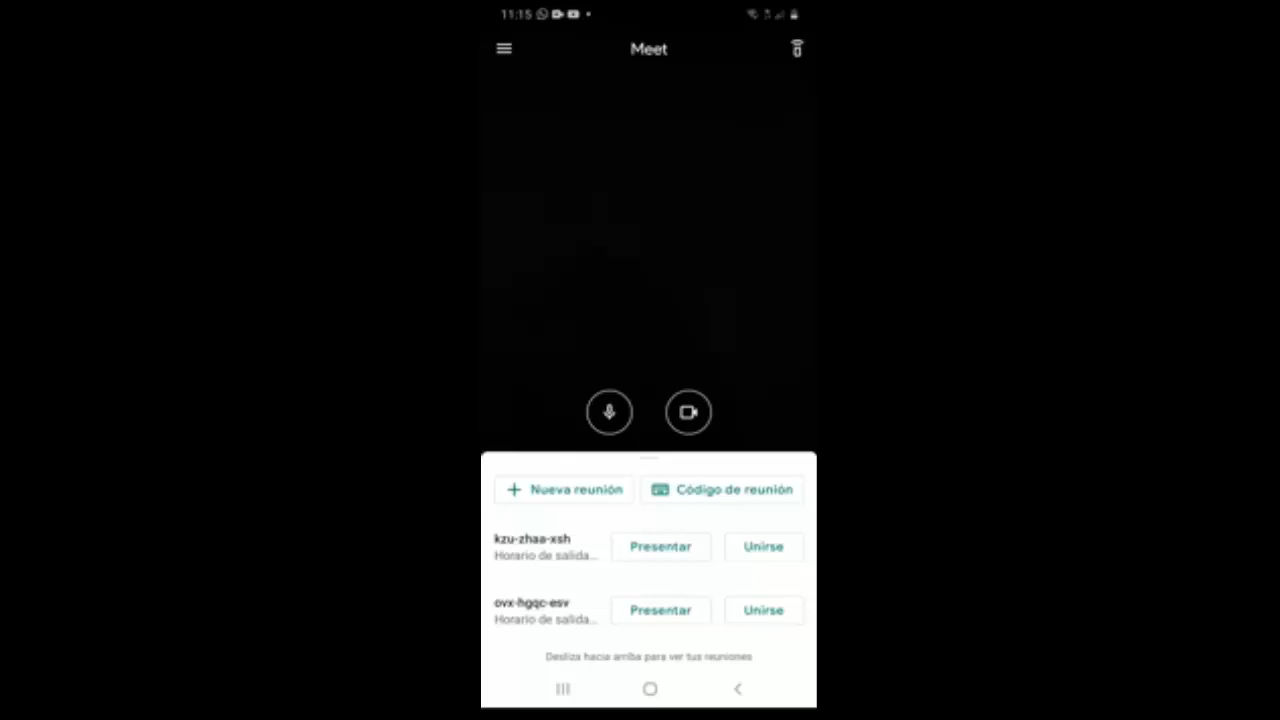 11:15
Meet
Nueva reunión
Código de reunión
kzu-zhaa-xsh
Horario de salida...
Presentar
Unirse
ovx-hgqc-esv
Horario de salida...
Presentar
Unirse
Desliza hacia arriba para ver tus reuniones